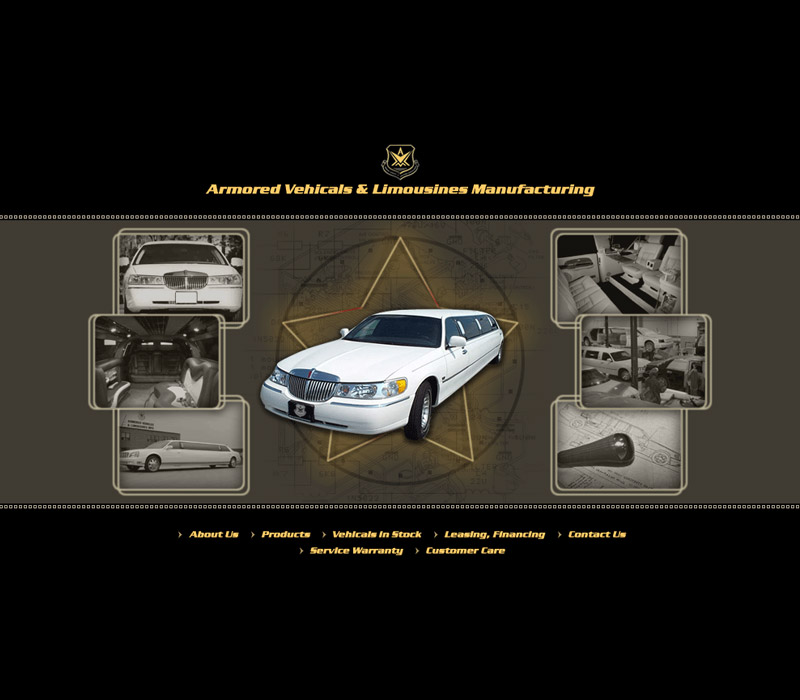 Armored Vehicals & Limousines Manufacturing
About Us
Products
Vehicals in Stock
Leasing, Financing
Contact Us
Service Warranty
Customer Care